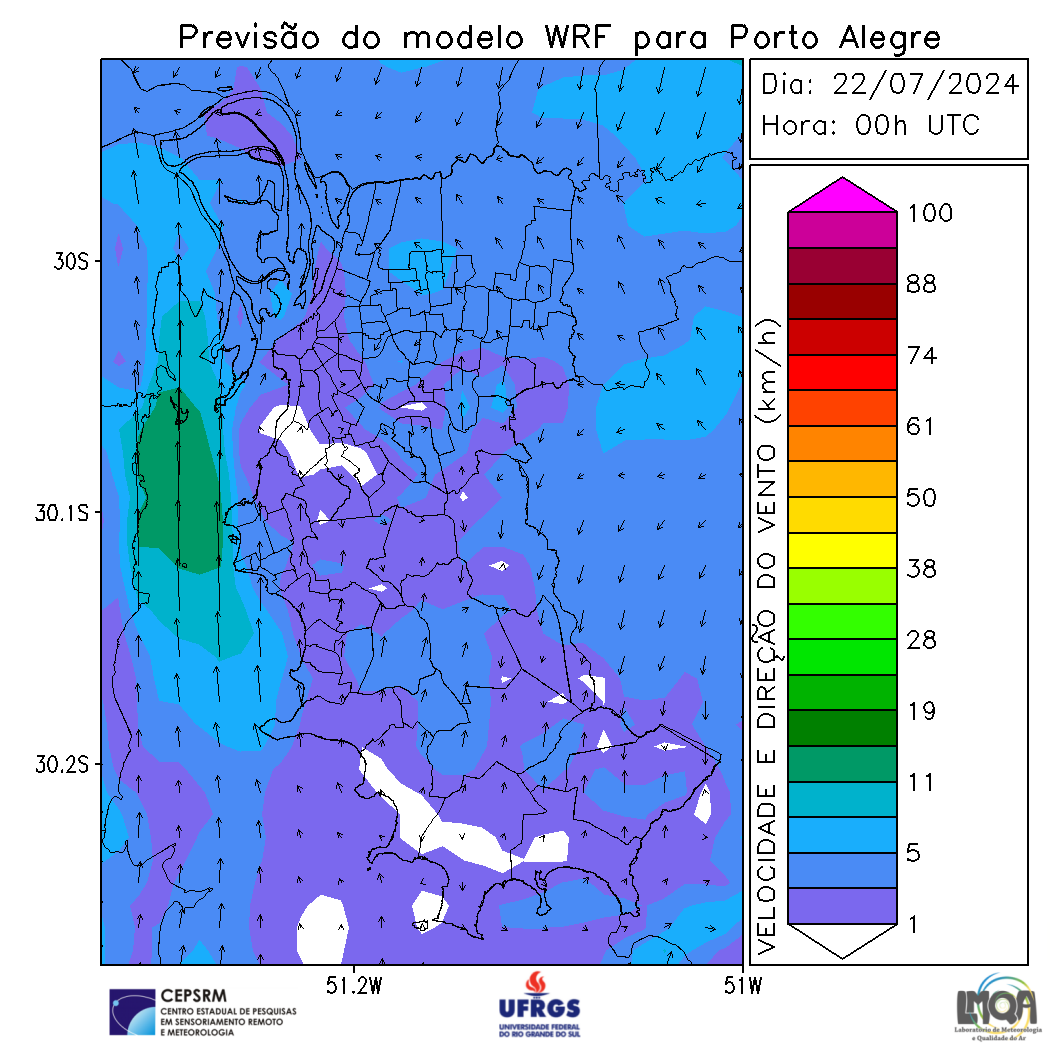 Previsão do modelo WRF para Porto Alegre
Dia: 22/07/2024
Hora: 00h UTC
30S
30.1S
30.2S
51.2W
51W
VELOCIDADE E DIREÇÃO DO VENTO (km/h)
100
88
74
61
50
38
28
19
11
5
1
CEPSRM
CENTRO ESTADUAL DE PESQUISAS
EM SENSORIAMENTO REMOTO
E METEOROLOGIA
UFRGS
UNIVERSIDADE FEDERAL
DO RIO GRANDE DO SUL
LMQA
Laboratório de Meteorologia
e Qualidade do Ar